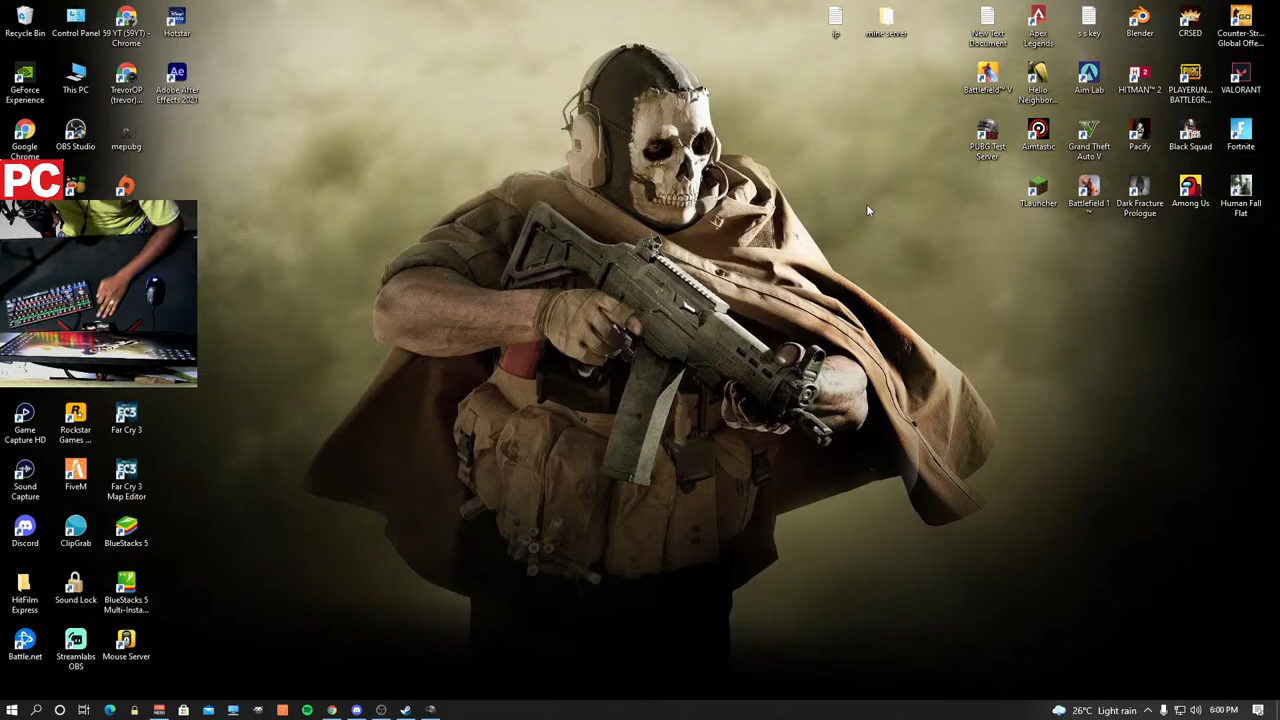 Recycle Bin
Control Panel
59 YT (59YT) -
Chrome
Hotstar
GeForce
Experience
This PC
TrevorOP
(trevor)...
Adobe After
Effects 2021
Google
Chrome
OBS Studio
mepubg
PC
Game
Capture HD
Rockstar
Games ...
Far Cry 3
Sound
Capture
FiveM
Far Cry 3
Map Editor
Discord
ClipGrab
BlueStacks 5
HitFilm
Express
Sound Lock
BlueStacks 5
Multi-Insta...
Battle.net
Streamlabs
OBS
Mouse Server
ip
mine server
New Text
Document
Apex
Legends
s s key
Blender
CRSED
Counter-Str...
Global Offe...
Battlefield™ V
Hello
Neighbor...
Aim Lab
HITMAN™ 2
PLAYERUN...
BATTLEGR...
VALORANT
PUBG Test
Server
Aimtastic
Grand Theft
Auto V
Pacify
Black Squad
Fortnite
TLauncher
Battlefield 1
™
Dark Fracture
Prologue
Among Us
Human Fall
Flat
26°C Light rain
6:00 PM